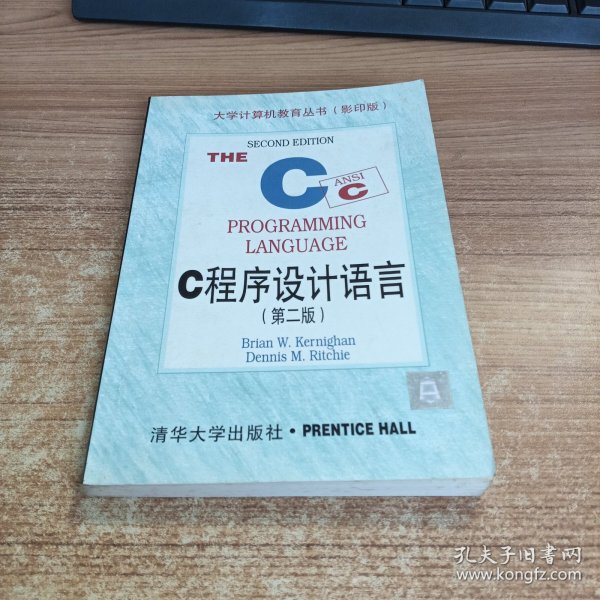 大学计算机教育丛书（影印版）
SECOND EDITION
THE
C
ANSI
C
PROGRAMMING
LANGUAGE
C程序设计语言
（第二版）
Brian W. Kernighan
Dennis M. Ritchie
清华大学出版社・PRENTICE HALL
孔夫子旧书网
www.kongfz.com